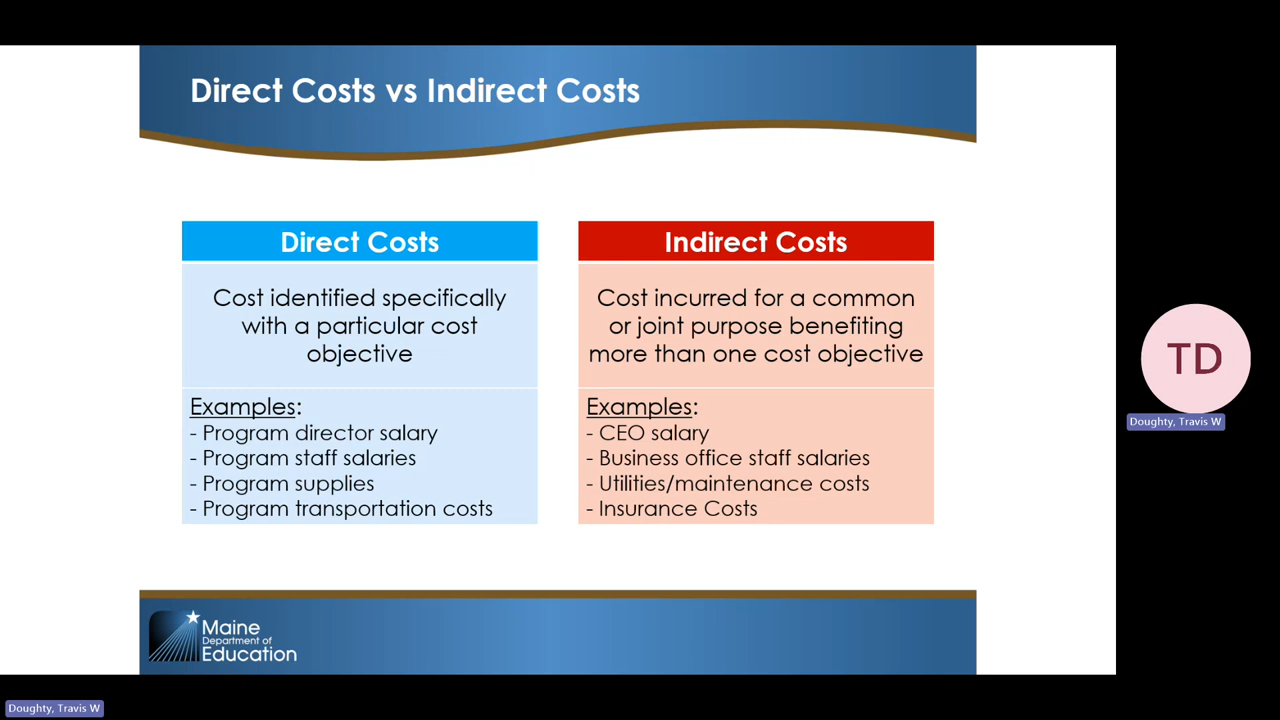 Direct Costs vs Indirect Costs
Direct Costs
Cost identified specifically
with a particular cost
objective
Examples:
- Program director salary
- Program staff salaries
- Program supplies
- Program transportation costs
Indirect Costs
Cost incurred for a common
or joint purpose benefiting
more than one cost objective
Examples:
- CEO salary
- Business office staff salaries
- Utilities/maintenance costs
- Insurance Costs
TD
Doughty, Travis W
Maine
Department of
Education
Doughty, Travis W